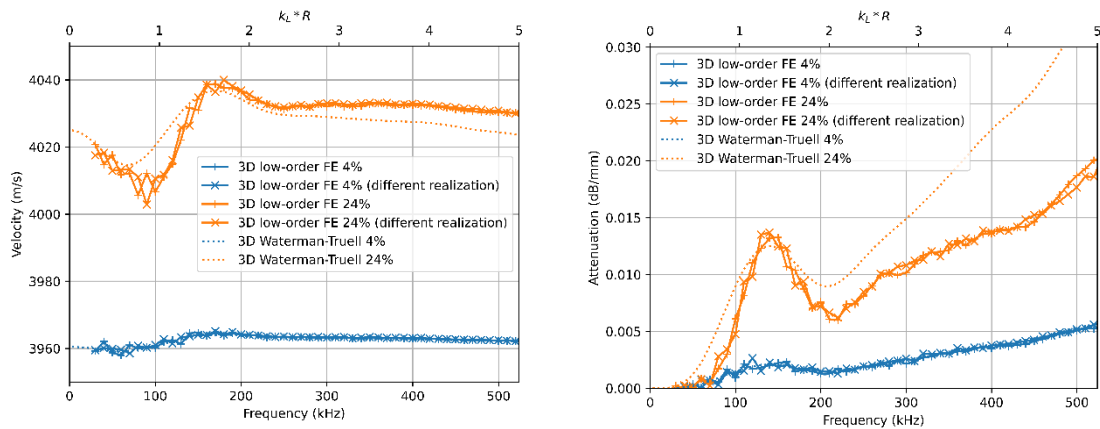 k_L * R
0 1 2 3 4 5
4040
4020
4000
3980
3960
Velocity (m/s)
3D low-order FE 4%
3D low-order FE 4% (different realization)
3D low-order FE 24%
3D low-order FE 24% (different realization)
3D Waterman-Truell 4%
3D Waterman-Truell 24%
0 100 200 300 400 500
Frequency (kHz)
k_L * R
0 1 2 3 4 5
0.030
0.025
0.020
0.015
0.010
0.005
0.000
Attenuation (dB/mm)
3D low-order FE 4%
3D low-order FE 4% (different realization)
3D low-order FE 24%
3D low-order FE 24% (different realization)
3D Waterman-Truell 4%
3D Waterman-Truell 24%
0 100 200 300 400 500
Frequency (kHz)